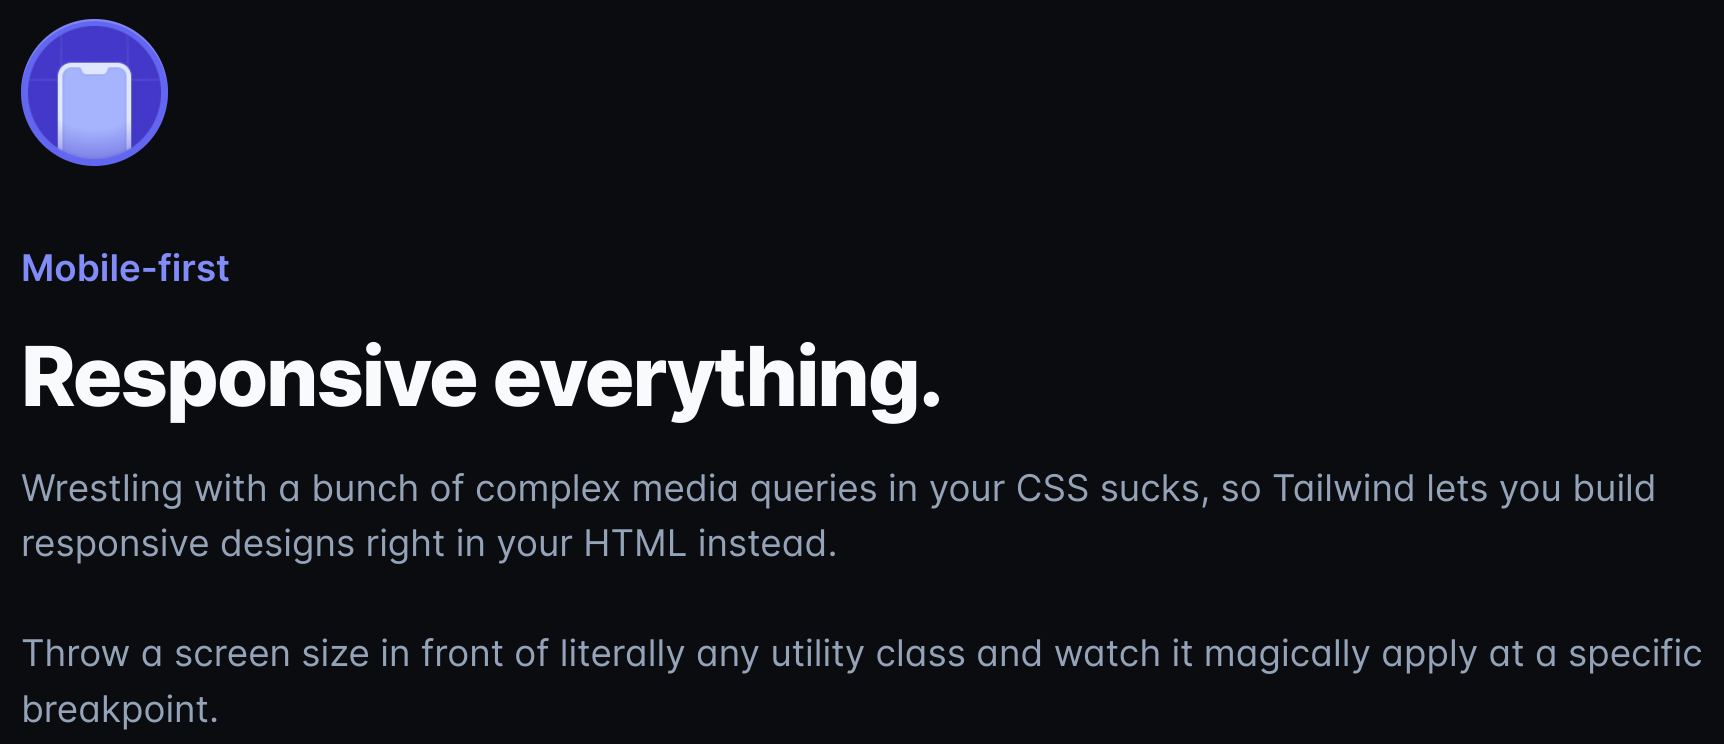 Mobile-first
Responsive everything.
Wrestling with a bunch of complex media queries in your CSS sucks, so Tailwind lets you build
responsive designs right in your HTML instead.
Throw a screen size in front of literally any utility class and watch it magically apply at a specific
breakpoint.